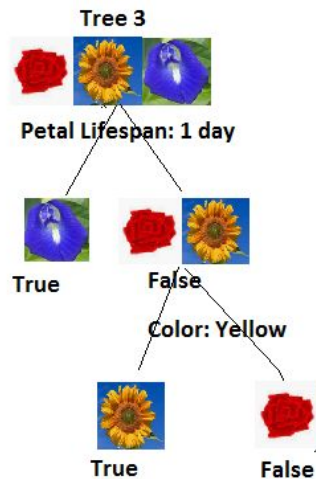 Tree 3
Petal Lifespan: 1 day
True
False
Color: Yellow
True
False